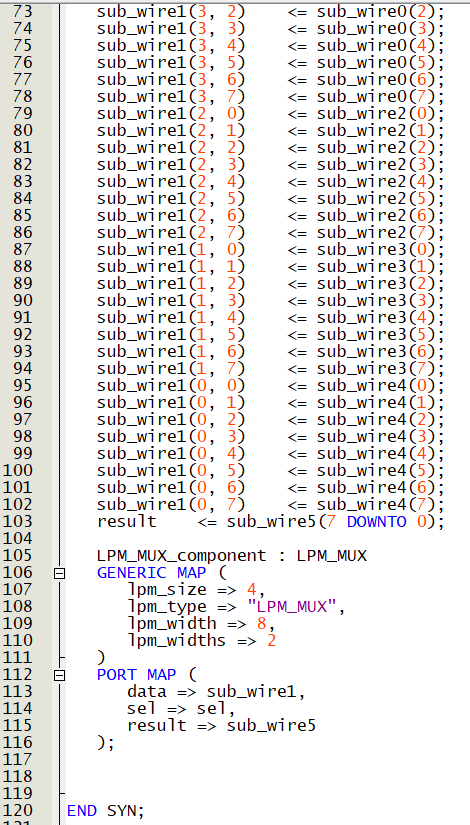 73 sub_wire1(3, 2) <= sub_wire0(2);
74 sub_wire1(3, 3) <= sub_wire0(3);
75 sub_wire1(3, 4) <= sub_wire0(4);
76 sub_wire1(3, 5) <= sub_wire0(5);
77 sub_wire1(3, 6) <= sub_wire0(6);
78 sub_wire1(3, 7) <= sub_wire0(7);
79 sub_wire1(2, 0) <= sub_wire2(0);
80 sub_wire1(2, 1) <= sub_wire2(1);
81 sub_wire1(2, 2) <= sub_wire2(2);
82 sub_wire1(2, 3) <= sub_wire2(3);
83 sub_wire1(2, 4) <= sub_wire2(4);
84 sub_wire1(2, 5) <= sub_wire2(5);
85 sub_wire1(2, 6) <= sub_wire2(6);
86 sub_wire1(2, 7) <= sub_wire2(7);
87 sub_wire1(1, 0) <= sub_wire3(0);
88 sub_wire1(1, 1) <= sub_wire3(1);
89 sub_wire1(1, 2) <= sub_wire3(2);
90 sub_wire1(1, 3) <= sub_wire3(3);
91 sub_wire1(1, 4) <= sub_wire3(4);
92 sub_wire1(1, 5) <= sub_wire3(5);
93 sub_wire1(1, 6) <= sub_wire3(6);
94 sub_wire1(1, 7) <= sub_wire3(7);
95 sub_wire1(0, 0) <= sub_wire4(0);
96 sub_wire1(0, 1) <= sub_wire4(1);
97 sub_wire1(0, 2) <= sub_wire4(2);
98 sub_wire1(0, 3) <= sub_wire4(3);
99 sub_wire1(0, 4) <= sub_wire4(4);
100 sub_wire1(0, 5) <= sub_wire4(5);
101 sub_wire1(0, 6) <= sub_wire4(6);
102 sub_wire1(0, 7) <= sub_wire4(7);
103 result <= sub_wire5(7 DOWNTO 0);
104
105 LPM_MUX_component : LPM_MUX
106 GENERIC MAP (
107 lpm_size => 4,
108 lpm_type => "LPM_MUX",
109 lpm_width => 8,
110 lpm_widths => 2
111 )
112 PORT MAP (
113 data => sub_wire1,
114 sel => sel,
115 result => sub_wire5
116 );
117
118
119
120 END SYN;